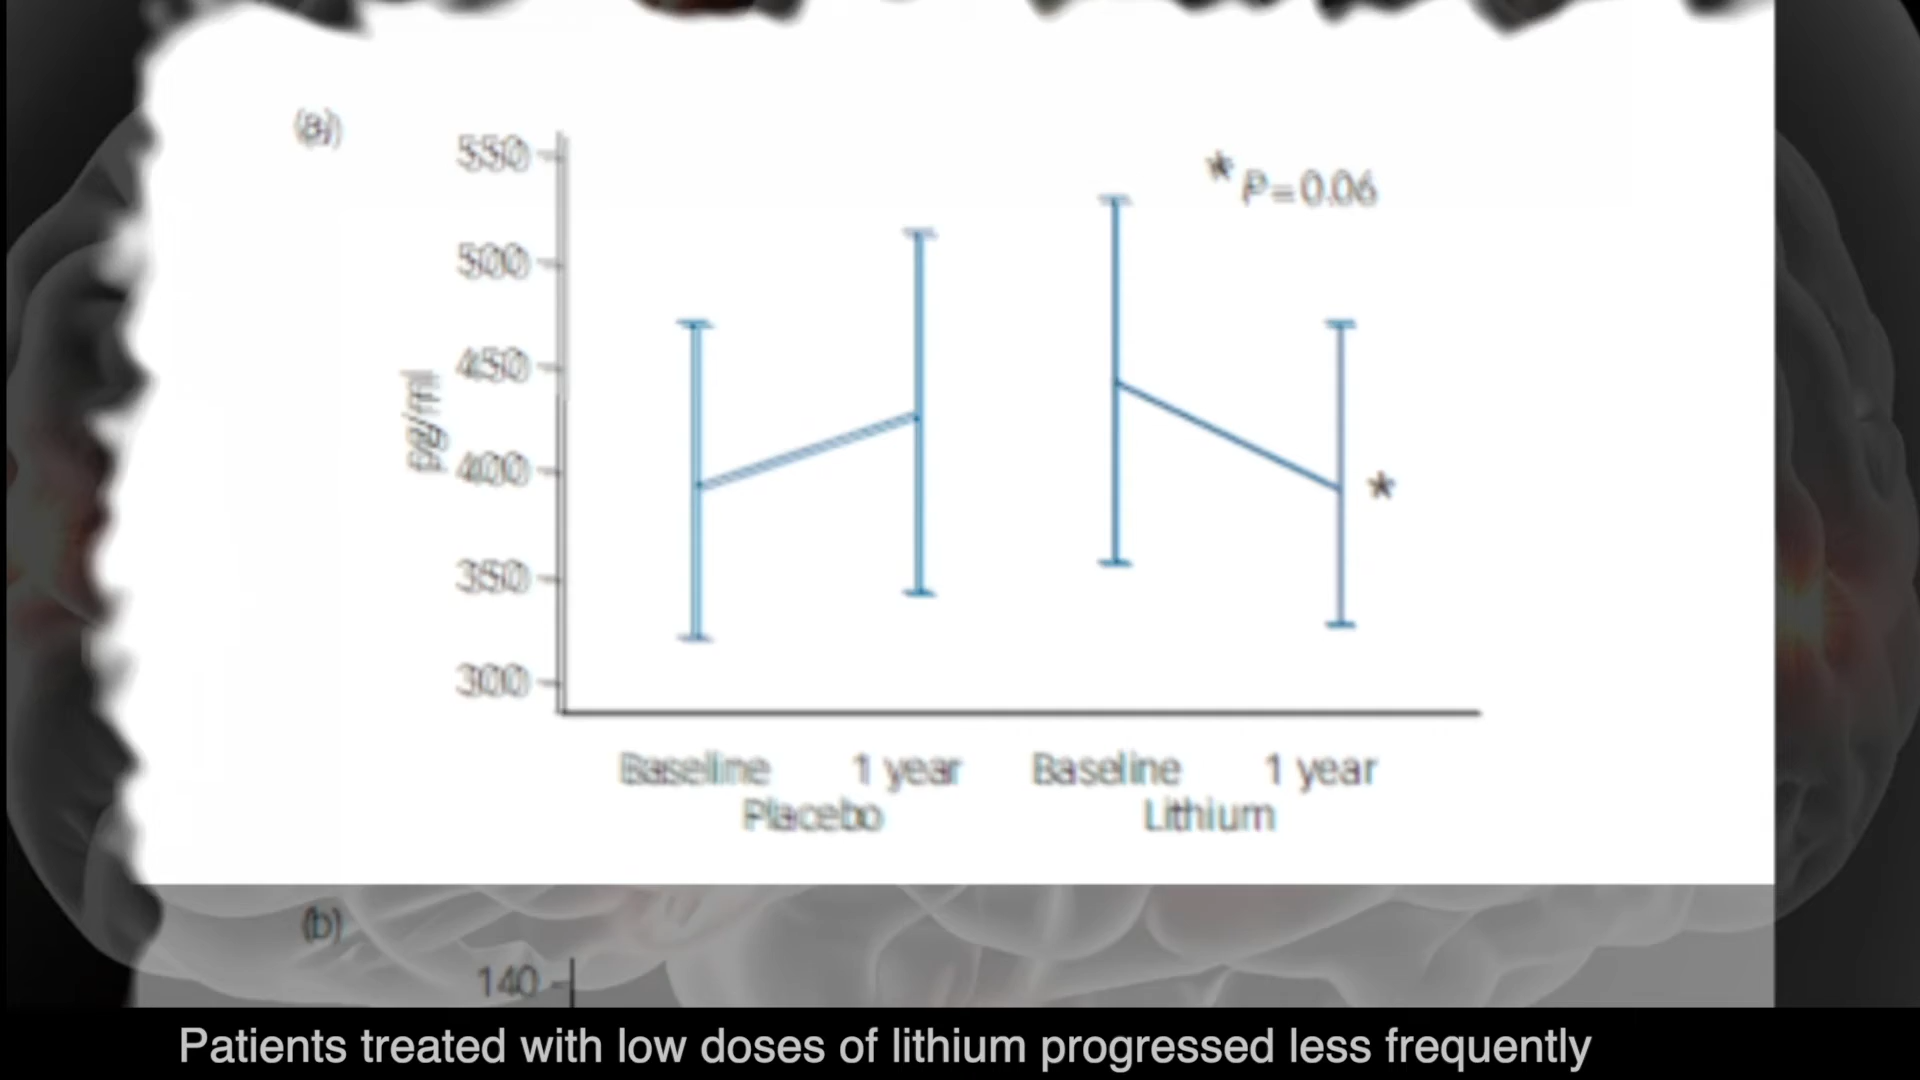 (a)
550
* P=0.06
500
450
pg/ml
400
*
350
300
Baseline 1 year Baseline 1 year
Placebo Lithium
(b)
140
Patients treated with low doses of lithium progressed less frequently